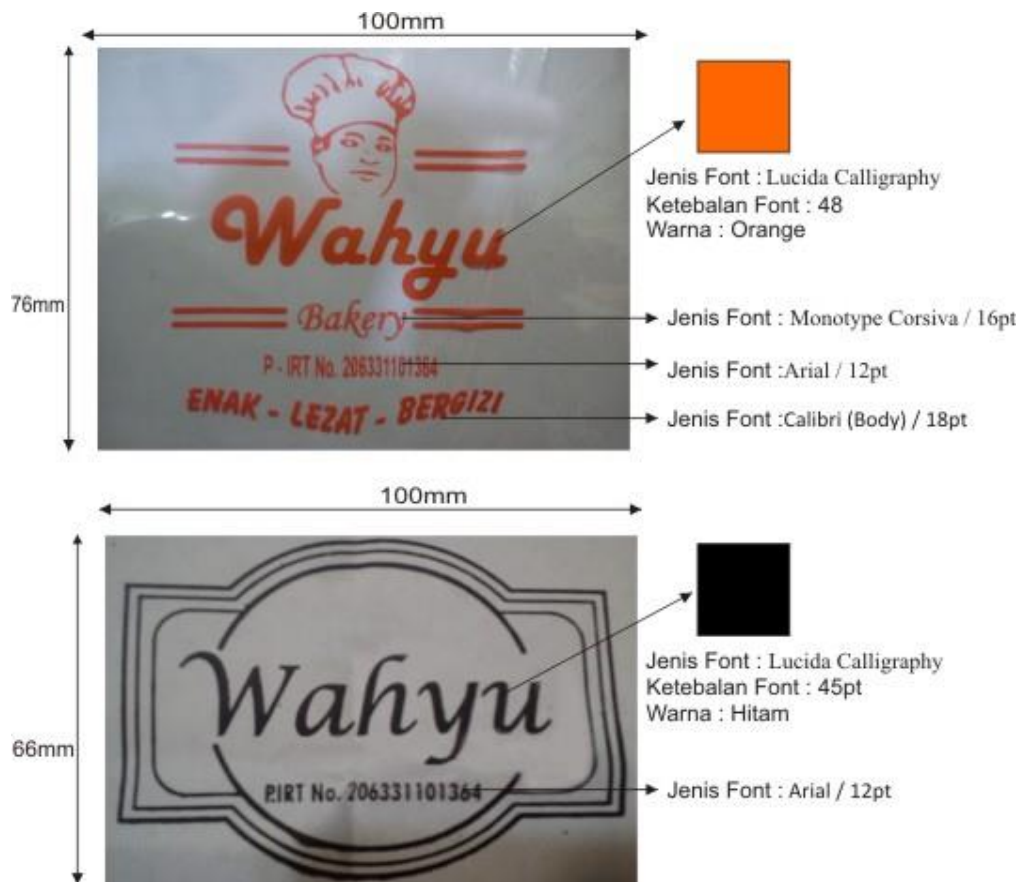 100mm
76mm
Wahyu
Bakery
P - IRT No. 206331101364
ENAK - LEZAT - BERGIZI
Jenis Font : Lucida Calligraphy
Ketebalan Font : 48
Warna : Orange
Jenis Font : Monotype Corsiva / 16pt
Jenis Font :Arial / 12pt
Jenis Font :Calibri (Body) / 18pt
100mm
66mm
Wahyu
P.IRT No. 206331101364
Jenis Font : Lucida Calligraphy
Ketebalan Font : 45pt
Warna : Hitam
Jenis Font : Arial / 12pt